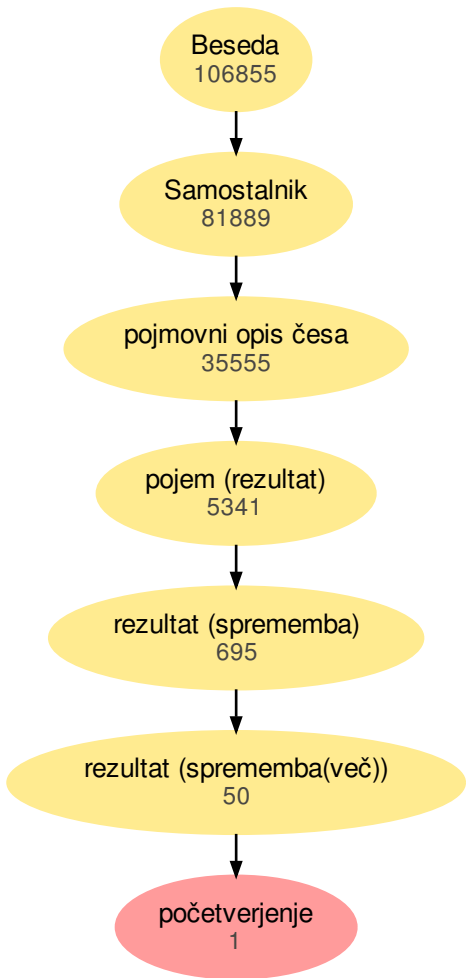 Beseda
106855
Samostalnik
81889
pojmovni opis česa
35555
pojem (rezultat)
5341
rezultat (sprememba)
695
rezultat (sprememba(več))
50
početverjenje
1